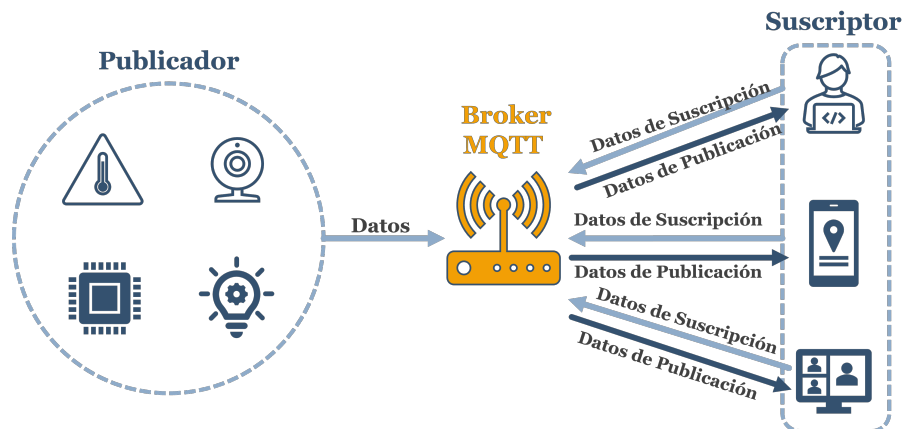 Suscriptor
Publicador
Broker
MQTT
Datos
Datos de Suscripción
Datos de Publicación
Datos de Suscripción
Datos de Publicación
Datos de Suscripción
Datos de Publicación
</>